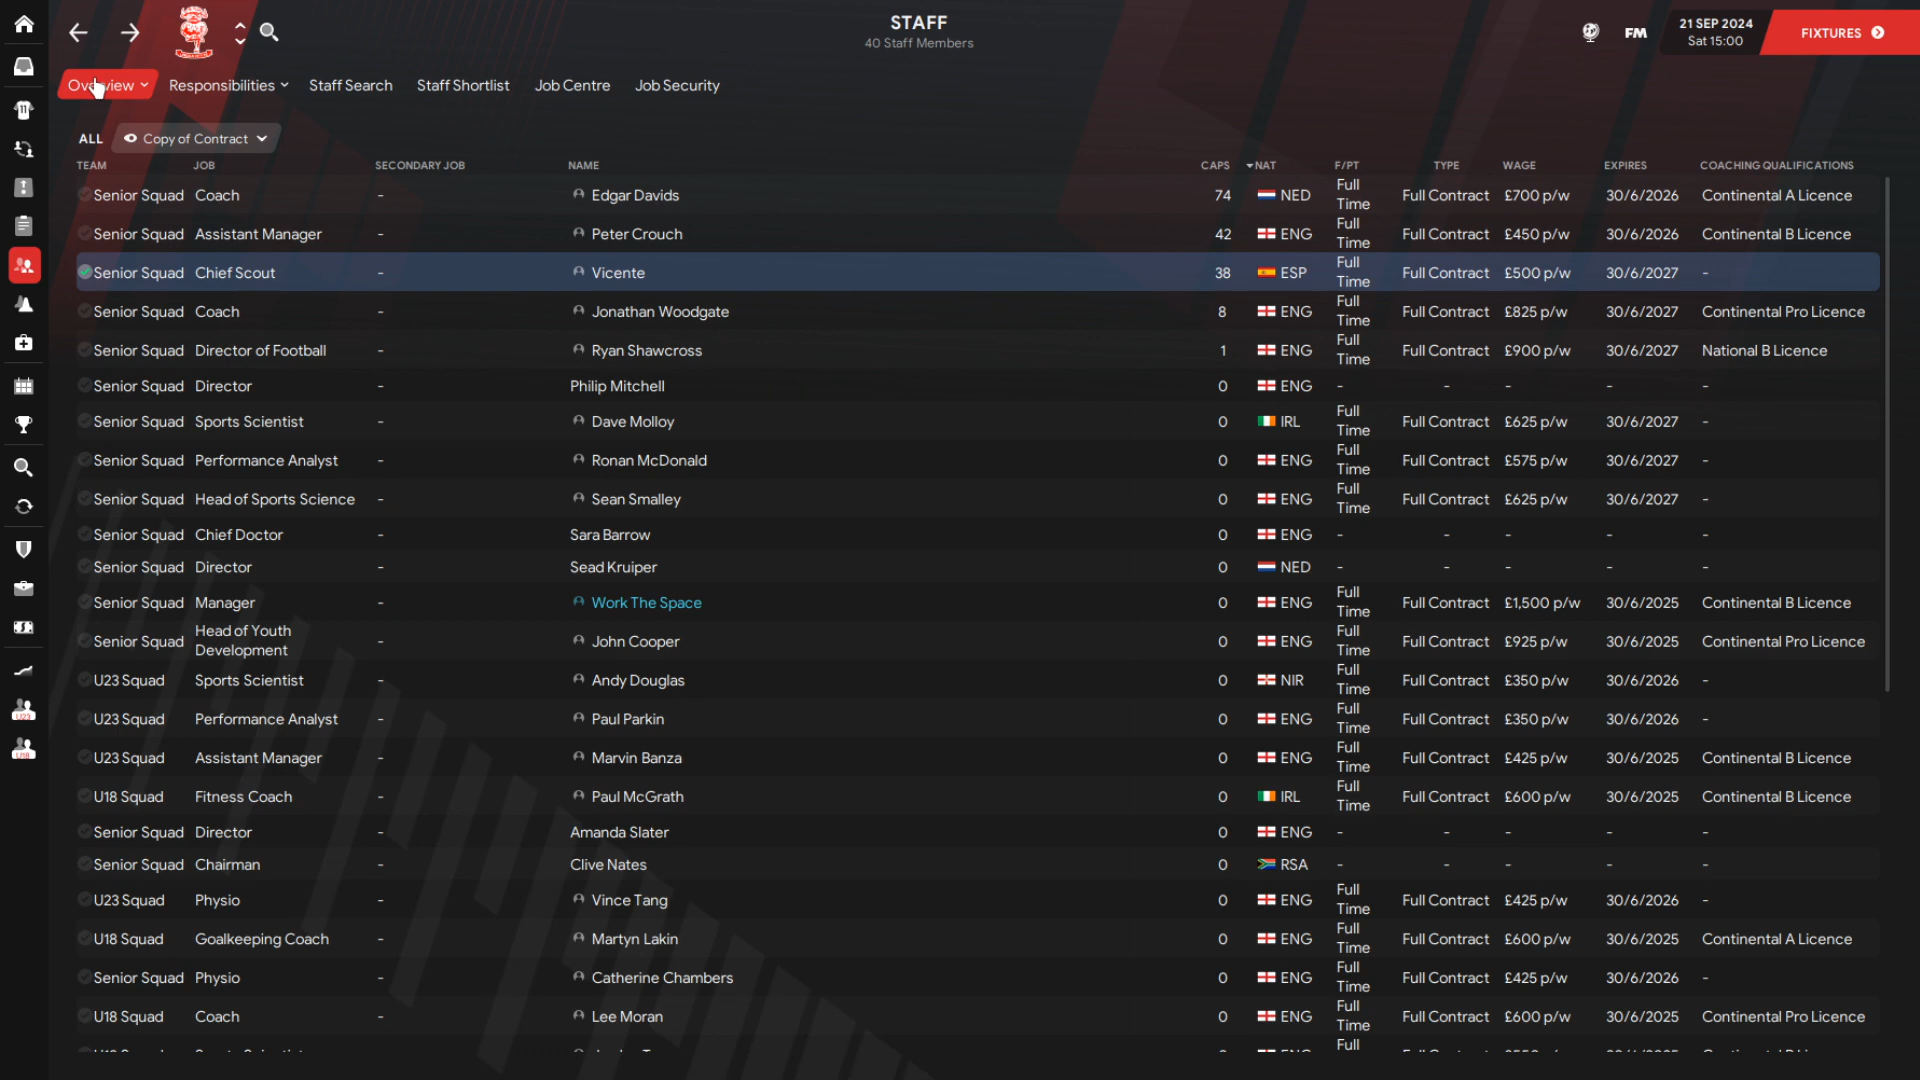 STAFF
40 Staff Members
FM
21 SEP 2024
Sat 15:00
FIXTURES
Overview
Responsibilities
Staff Search
Staff Shortlist
Job Centre
Job Security
ALL Copy of Contract
TEAM JOB SECONDARY JOB NAME CAPS NAT F/PT TYPE WAGE EXPIRES COACHING QUALIFICATIONS
Senior Squad Coach - Edgar Davids 74 NED Full Time Full Contract £700 p/w 30/6/2026 Continental A Licence
Senior Squad Assistant Manager - Peter Crouch 42 ENG Full Time Full Contract £450 p/w 30/6/2026 Continental B Licence
Senior Squad Chief Scout - Vicente 38 ESP Full Time Full Contract £500 p/w 30/6/2027 -
Senior Squad Coach - Jonathan Woodgate 8 ENG Full Time Full Contract £825 p/w 30/6/2027 Continental Pro Licence
Senior Squad Director of Football - Ryan Shawcross 1 ENG Full Time Full Contract £900 p/w 30/6/2027 National B Licence
Senior Squad Director - Philip Mitchell 0 ENG - - - - -
Senior Squad Sports Scientist - Dave Molloy 0 IRL Full Time Full Contract £625 p/w 30/6/2027 -
Senior Squad Performance Analyst - Ronan McDonald 0 ENG Full Time Full Contract £575 p/w 30/6/2027 -
Senior Squad Head of Sports Science - Sean Smalley 0 ENG Full Time Full Contract £625 p/w 30/6/2027 -
Senior Squad Chief Doctor - Sara Barrow 0 ENG - - - - -
Senior Squad Director - Sead Kruiper 0 NED - - - - -
Senior Squad Manager - Work The Space 0 ENG Full Time Full Contract £1,500 p/w 30/6/2025 Continental B Licence
Senior Squad Head of Youth Development - John Cooper 0 ENG Full Time Full Contract £925 p/w 30/6/2025 Continental Pro Licence
U23 Squad Sports Scientist - Andy Douglas 0 NIR Full Time Full Contract £350 p/w 30/6/2026 -
U23 Squad Performance Analyst - Paul Parkin 0 ENG Full Time Full Contract £350 p/w 30/6/2026 -
U23 Squad Assistant Manager - Marvin Banza 0 ENG Full Time Full Contract £425 p/w 30/6/2026 Continental B Licence
U18 Squad Fitness Coach - Paul McGrath 0 IRL Full Time Full Contract £600 p/w 30/6/2025 Continental B Licence
Senior Squad Director - Amanda Slater 0 ENG - - - - -
Senior Squad Chairman - Clive Nates 0 RSA - - - - -
U23 Squad Physio - Vince Tang 0 ENG Full Time Full Contract £425 p/w 30/6/2026 -
U18 Squad Goalkeeping Coach - Martyn Lakin 0 ENG Full Time Full Contract £600 p/w 30/6/2025 Continental A Licence
Senior Squad Physio - Catherine Chambers 0 ENG Full Time Full Contract £425 p/w 30/6/2026 -
U18 Squad Coach - Lee Moran 0 ENG Full Time Full Contract £600 p/w 30/6/2025 Continental Pro Licence
Full
11
U23
U18